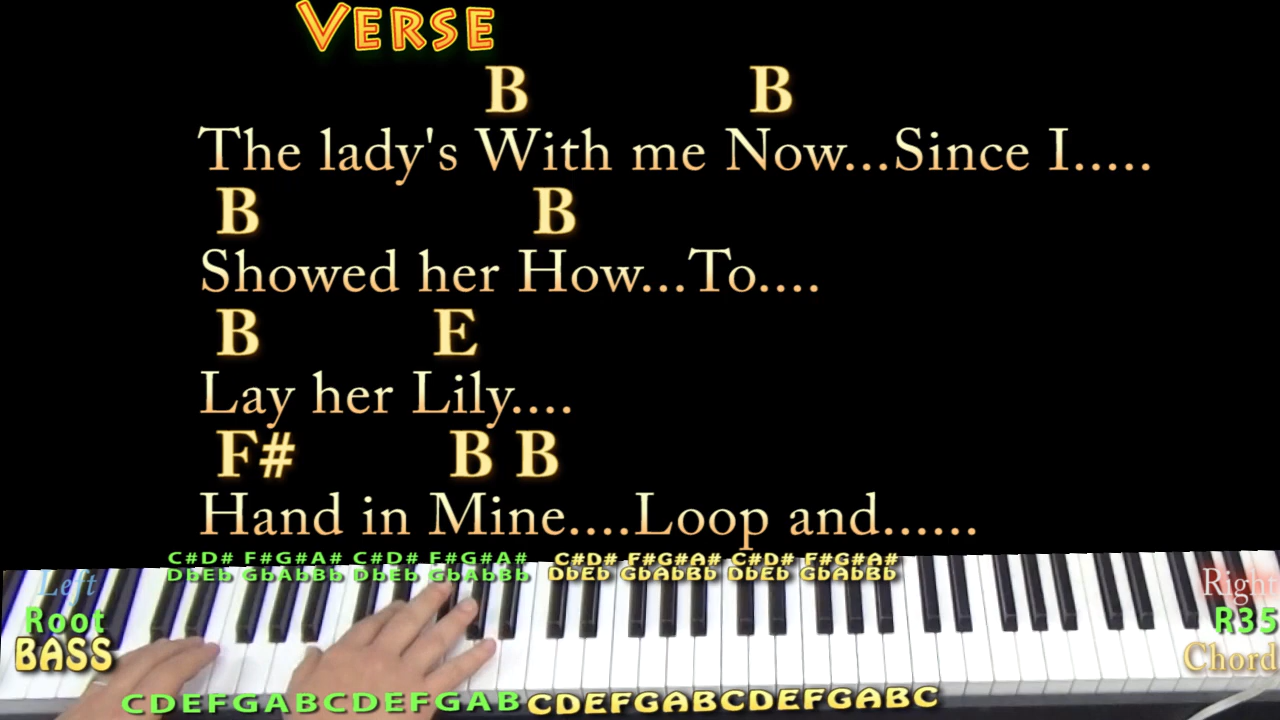 VERSE
B B
The lady's With me Now...Since I.....
B B
Showed her How...To....
B E
Lay her Lily....
F# B B
Hand in Mine....Loop and......
C#D# F#G#A# C#D# F#G#A# C#D# F#G#A# C#D# F#G#A#
DbEb GbAbBb DbEb GbAbBb DbEb GbAbBb DbEb GbAbBb
Left Right
Root R35
BASS Chord
CDEFGABCDEFGAB CDEFGABCDEFGABC